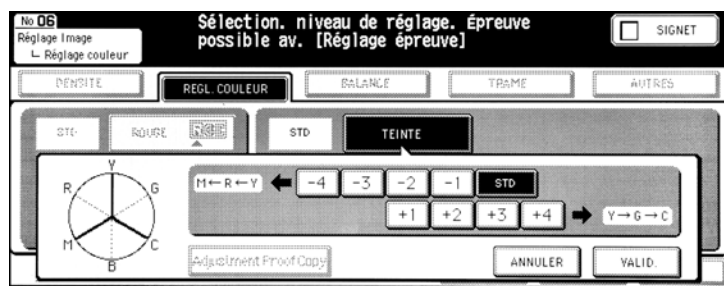 No 06
Réglage Image
Réglage couleur
Sélection. niveau de réglage. Épreuve
possible av. [Réglage épreuve]
SIGNET
DENSITE
REGL. COULEUR
BALANCE
TRAME
AUTRES
STD
ROUGE
RGB
STD
TEINTE
Y
R
G
M
C
B
M←R←Y
-4
-3
-2
-1
STD
+1
+2
+3
+4
Y→G→C
Adjustment Proof Copy
ANNULER
VALID.